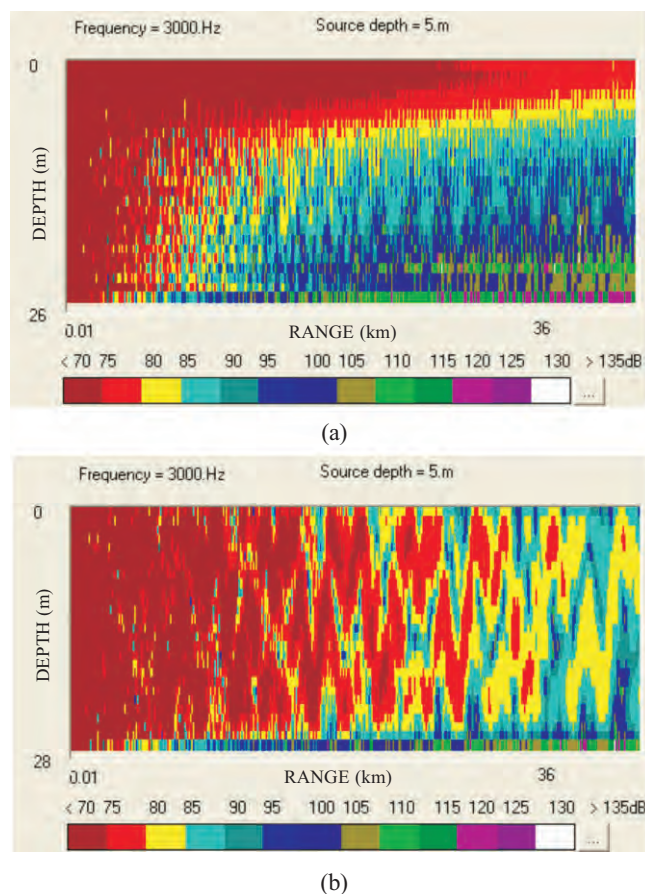 Frequency = 3000.Hz Source depth = 5.m
0
DEPTH (m)
26
0.01 RANGE (km) 36
< 70 75 80 85 90 95 100 105 110 115 120 125 130 > 135dB
...
(a)
Frequency = 3000.Hz Source depth = 5.m
0
DEPTH (m)
28
0.01 RANGE (km) 36
< 70 75 80 85 90 95 100 105 110 115 120 125 130 > 135dB
...
(b)